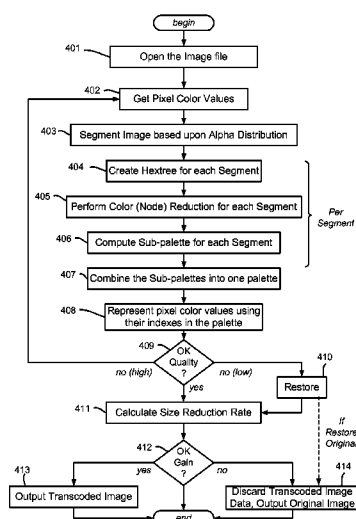 begin
401
Open the Image file
402
Get Pixel Color Values
403
Segment Image based upon Alpha Distribution
404
Create Hextree for each Segment
405
Perform Color (Node) Reduction for each Segment
Per
Segment
406
Compute Sub-palette for each Segment
407
Combine the Sub-palettes into one palette
408
Represent pixel color values using
their indexes in the palette
409
OK
Quality
?
no (high)
no (low)
410
yes
Restore
411
Calculate Size Reduction Rate
If
Restore
Original
412
OK
Gain
?
413
yes
no
414
Output Transcoded Image
Discard Transcoded Image
Data, Output Original Image
end